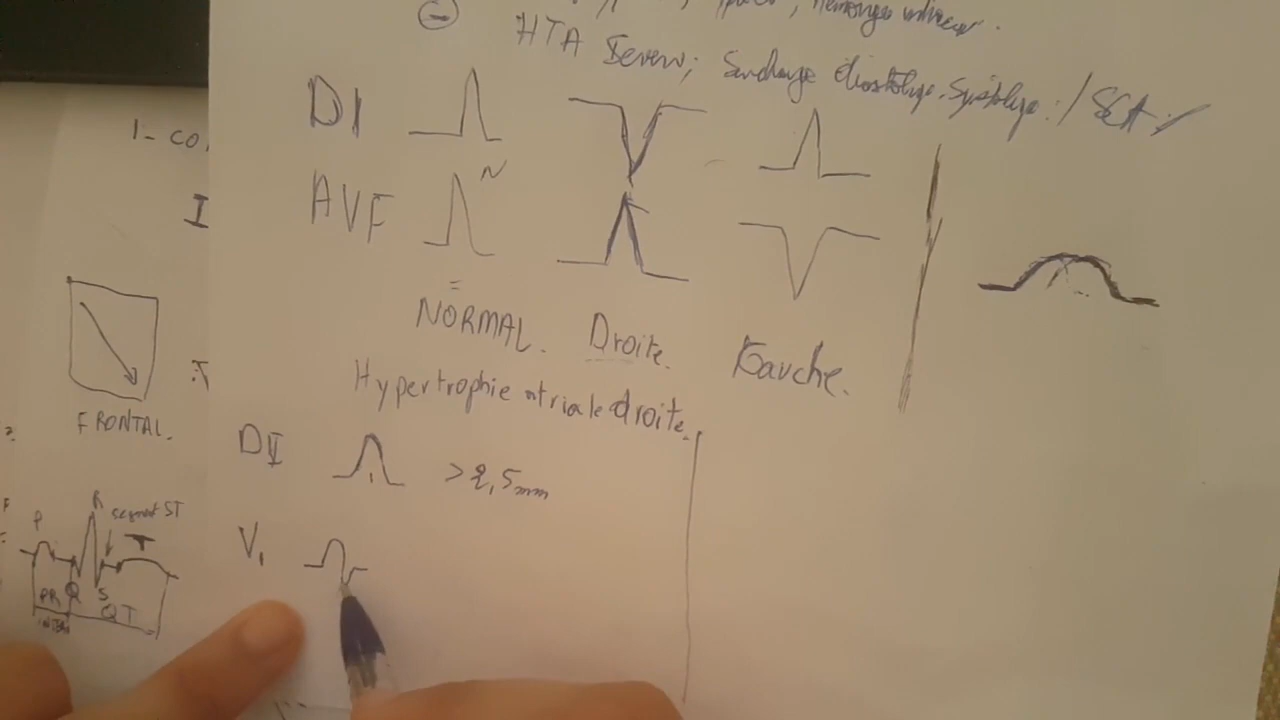 HTA Severe; Surcharge diastolique, systolique :/ SCA :/
DI
AVF
N
NORMAL. Droite. Gauche.
Hypertrophie atriale droite.
DII >2,5mm
V1
1- CO
I
FRONTAL.
P R segment ST T
Q S
PR
QT